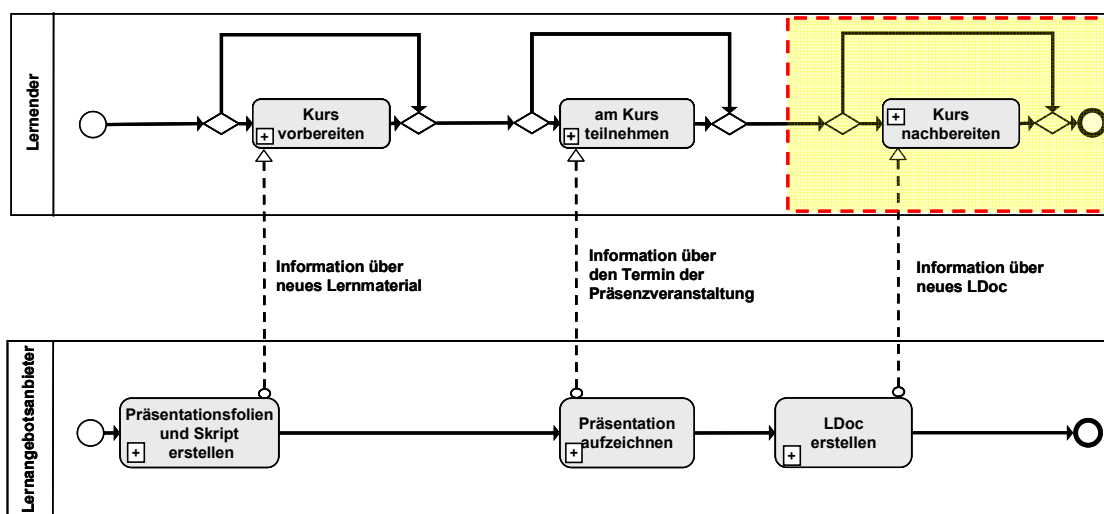 Lernender
Kurs
vorbereiten
am Kurs
teilnehmen
Kurs
nachbereiten
Information über
neues Lernmaterial
Information über
den Termin der
Präsenzveranstaltung
Information über
neues LDoc
Lernangebotsanbieter
Präsentationsfolien
und Skript
erstellen
Präsentation
aufzeichnen
LDoc
erstellen